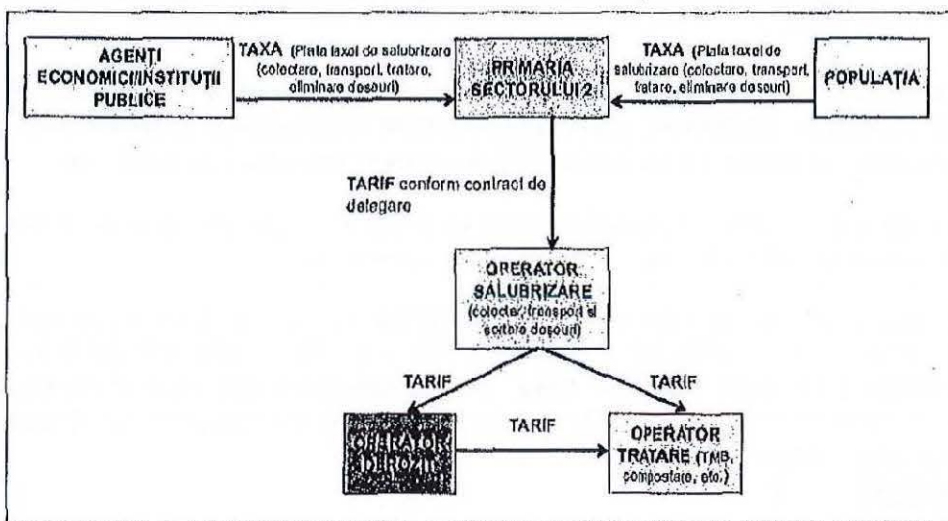 AGENȚI
ECONOMICI/INSTITUȚII
PUBLICE
TAXA (Plata taxei de salubrizare
(colectare, transport, tratare,
eliminare deșeuri)
PRIMARIA
SECTORULUI 2
TAXA (Plata taxei de
salubrizare (colectare, transport,
tratare, eliminare deșeuri)
POPULAȚIA
TARIF conform contract de
delegare
OPERATOR
SALUBRIZARE
(colectare, transport si
sortare deșeuri)
TARIF
TARIF
OPERATOR
DEPOZIT
TARIF
OPERATOR
TRATARE (TMB,
compostare, etc.)